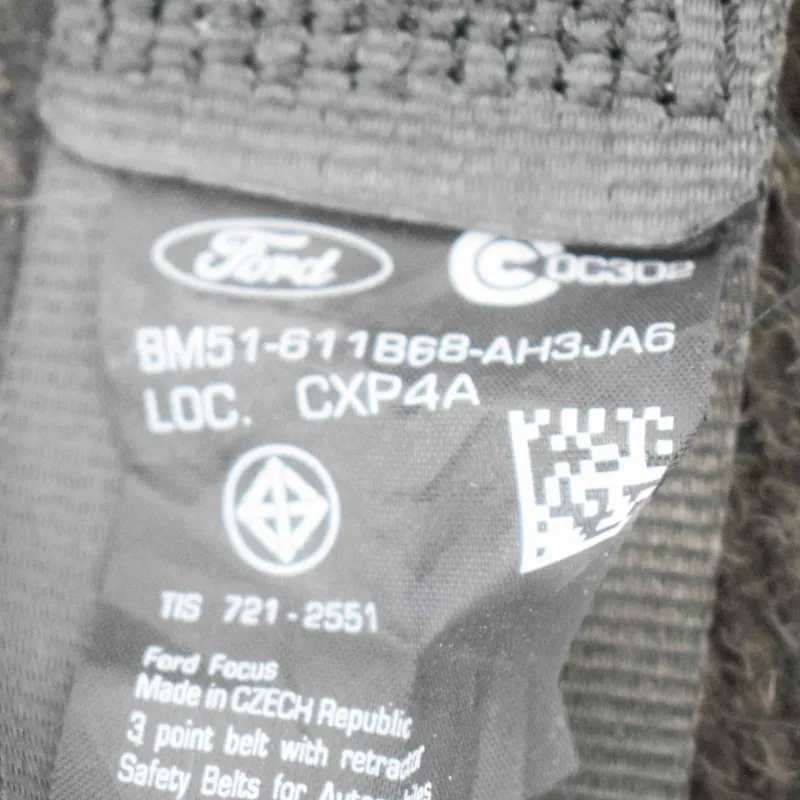 Ford C 0C302
BM51-611B68-AH3JA6
LOC. CXP4A
TIS 721-2551
Ford Focus
Made in CZECH Republic
3 point belt with retractor
Safety Belts for Automobiles